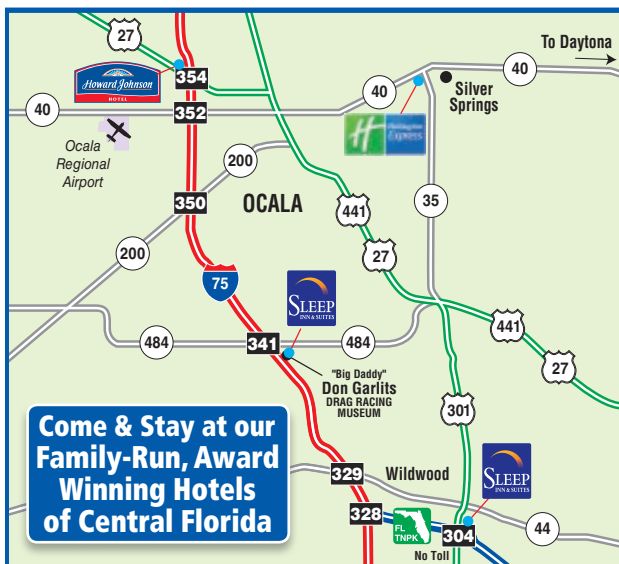 27
To Daytona
Howard Johnson
HOTEL
354
40
40
Silver
Springs
40
352
Ocala
Regional
Airport
H
Express
200
35
350
OCALA
441
200
27
75
SLEEP
INN & SUITES
441
484
341
484
"Big Daddy"
Don Garlits
DRAG RACING
MUSEUM
27
301
Come & Stay at our
Family-Run, Award
Winning Hotels
of Central Florida
329
Wildwood
SLEEP
INN & SUITES
328
FL
TNPK
304
No Toll
44